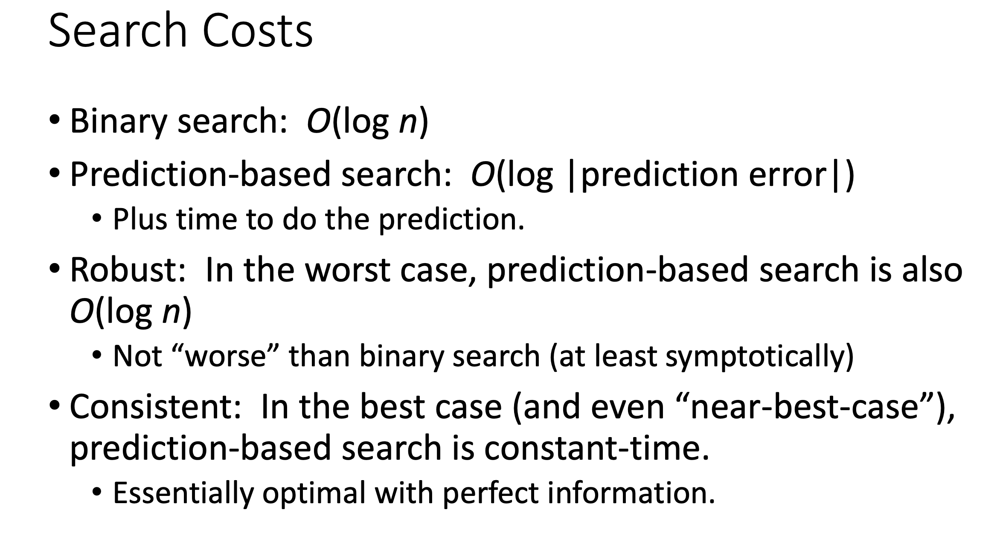 Search Costs
• Binary search:  O(log n)
• Prediction-based search:  O(log |prediction error|)
• Plus time to do the prediction.
• Robust:  In the worst case, prediction-based search is also
O(log n)
• Not “worse” than binary search (at least symptotically)
• Consistent:  In the best case (and even “near-best-case”),
prediction-based search is constant-time.
• Essentially optimal with perfect information.